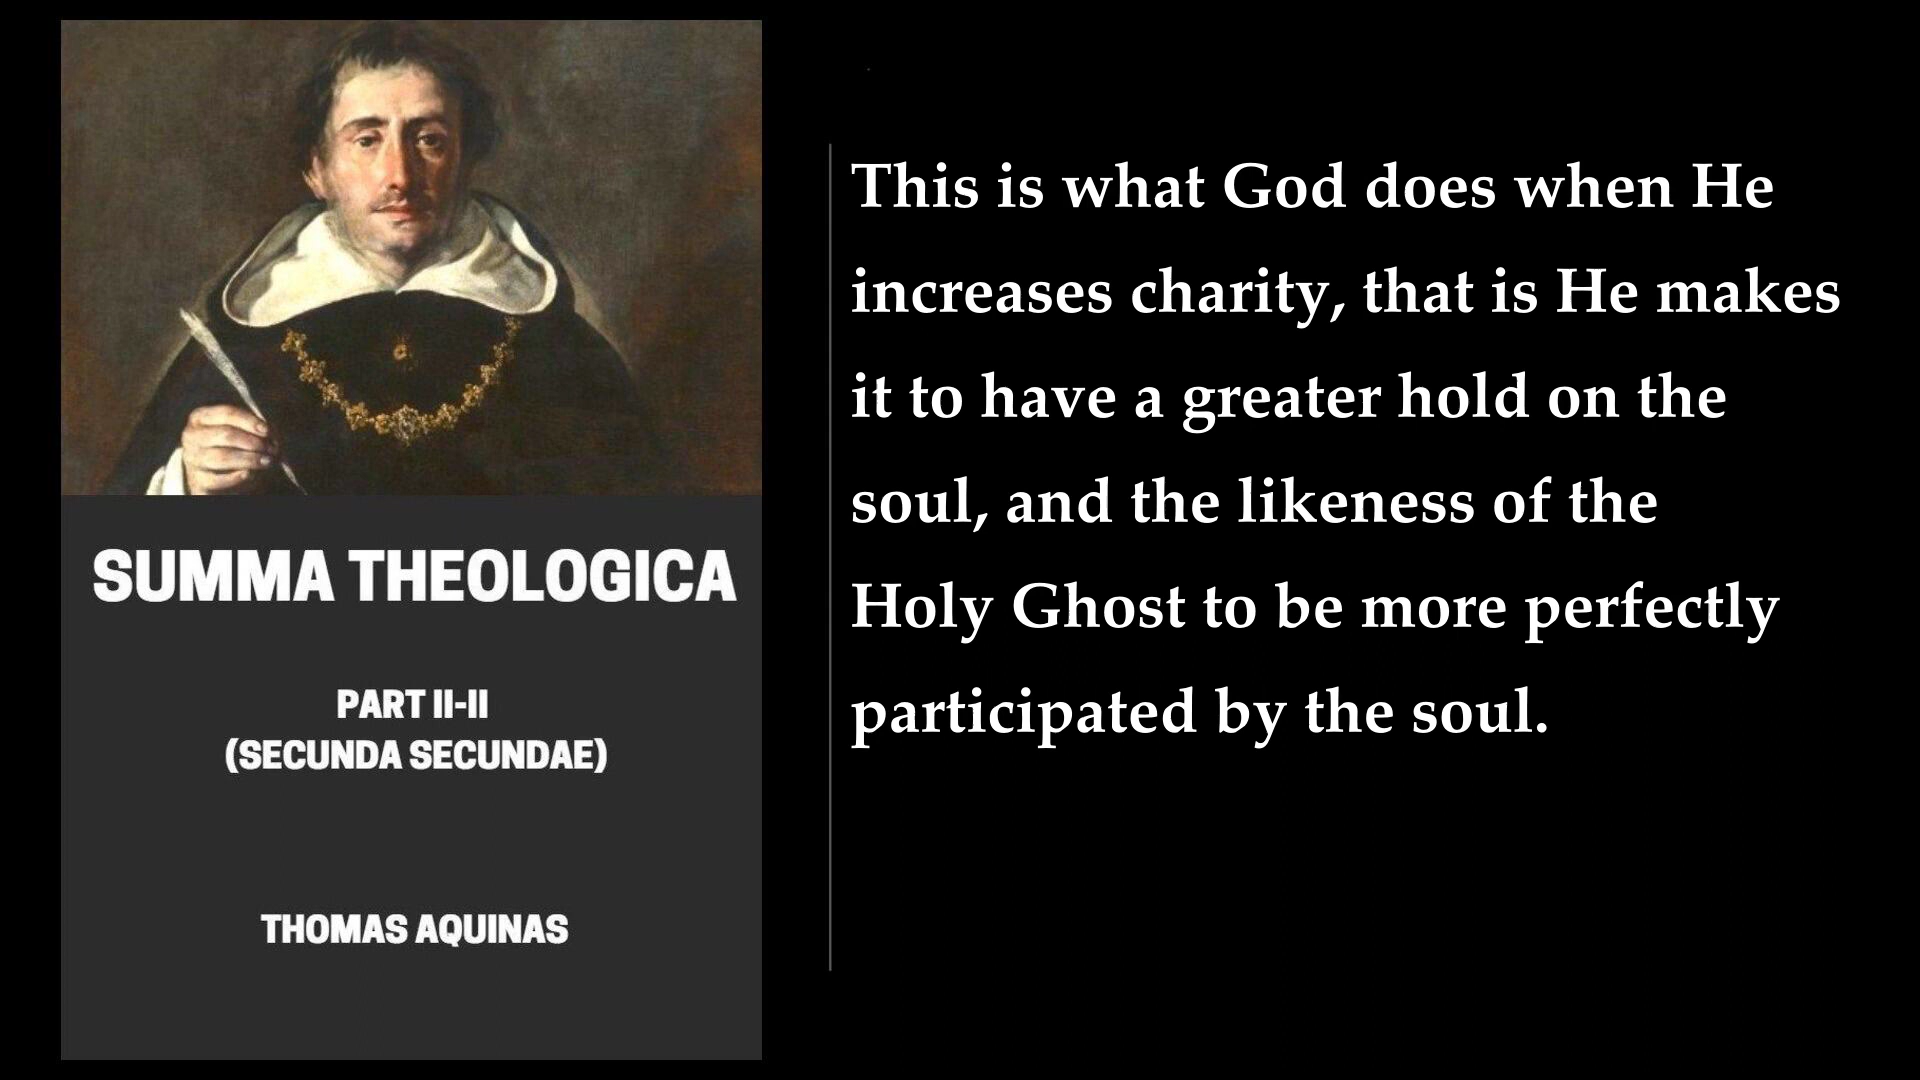 SUMMA THEOLOGICA
PART II-II
(SECUNDA SECUNDAE)
THOMAS AQUINAS
This is what God does when He
increases charity, that is He makes
it to have a greater hold on the
soul, and the likeness of the
Holy Ghost to be more perfectly
participated by the soul.